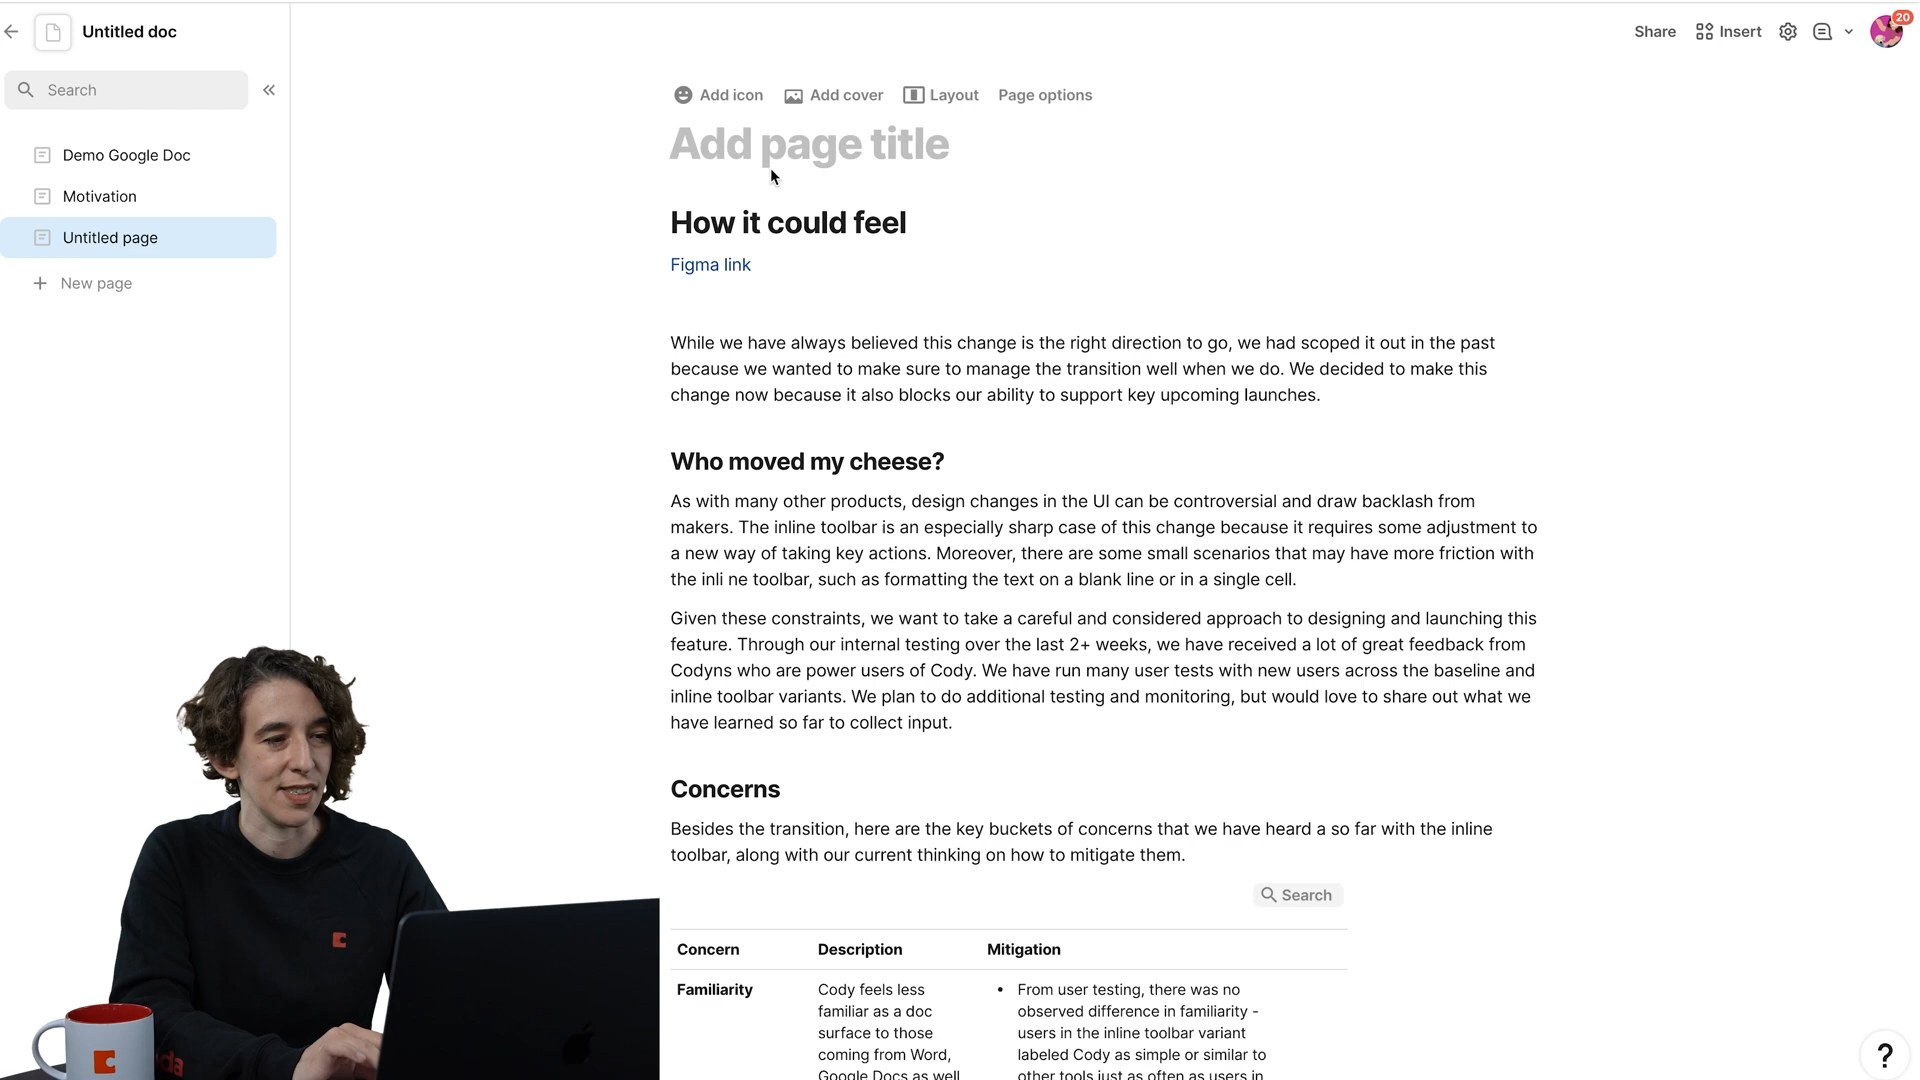 Untitled doc
Share
Insert
20
Search
Demo Google Doc
Motivation
Untitled page
New page
Add icon
Add cover
Layout
Page options
Add page title
How it could feel
Figma link
While we have always believed this change is the right direction to go, we had scoped it out in the past
because we wanted to make sure to manage the transition well when we do. We decided to make this
change now because it also blocks our ability to support key upcoming launches.
Who moved my cheese?
As with many other products, design changes in the UI can be controversial and draw backlash from
makers. The inline toolbar is an especially sharp case of this change because it requires some adjustment to
a new way of taking key actions. Moreover, there are some small scenarios that may have more friction with
the inli ne toolbar, such as formatting the text on a blank line or in a single cell.
Given these constraints, we want to take a careful and considered approach to designing and launching this
feature. Through our internal testing over the last 2+ weeks, we have received a lot of great feedback from
Codyns who are power users of Cody. We have run many user tests with new users across the baseline and
inline toolbar variants. We plan to do additional testing and monitoring, but would love to share out what we
have learned so far to collect input.
Concerns
Besides the transition, here are the key buckets of concerns that we have heard a so far with the inline
toolbar, along with our current thinking on how to mitigate them.
Search
Concern
Description
Mitigation
Familiarity
Cody feels less
familiar as a doc
surface to those
coming from Word,
Google Docs as well
• From user testing, there was no
observed difference in familiarity -
users in the inline toolbar variant
labeled Cody as simple or similar to
other tools just as often as users in
?